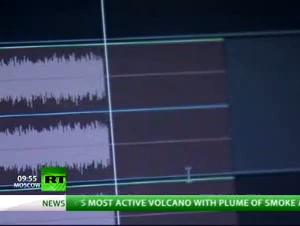 09:55
MOSCOW
RT
NEWS 'S MOST ACTIVE VOLCANO WITH PLUME OF SMOKE